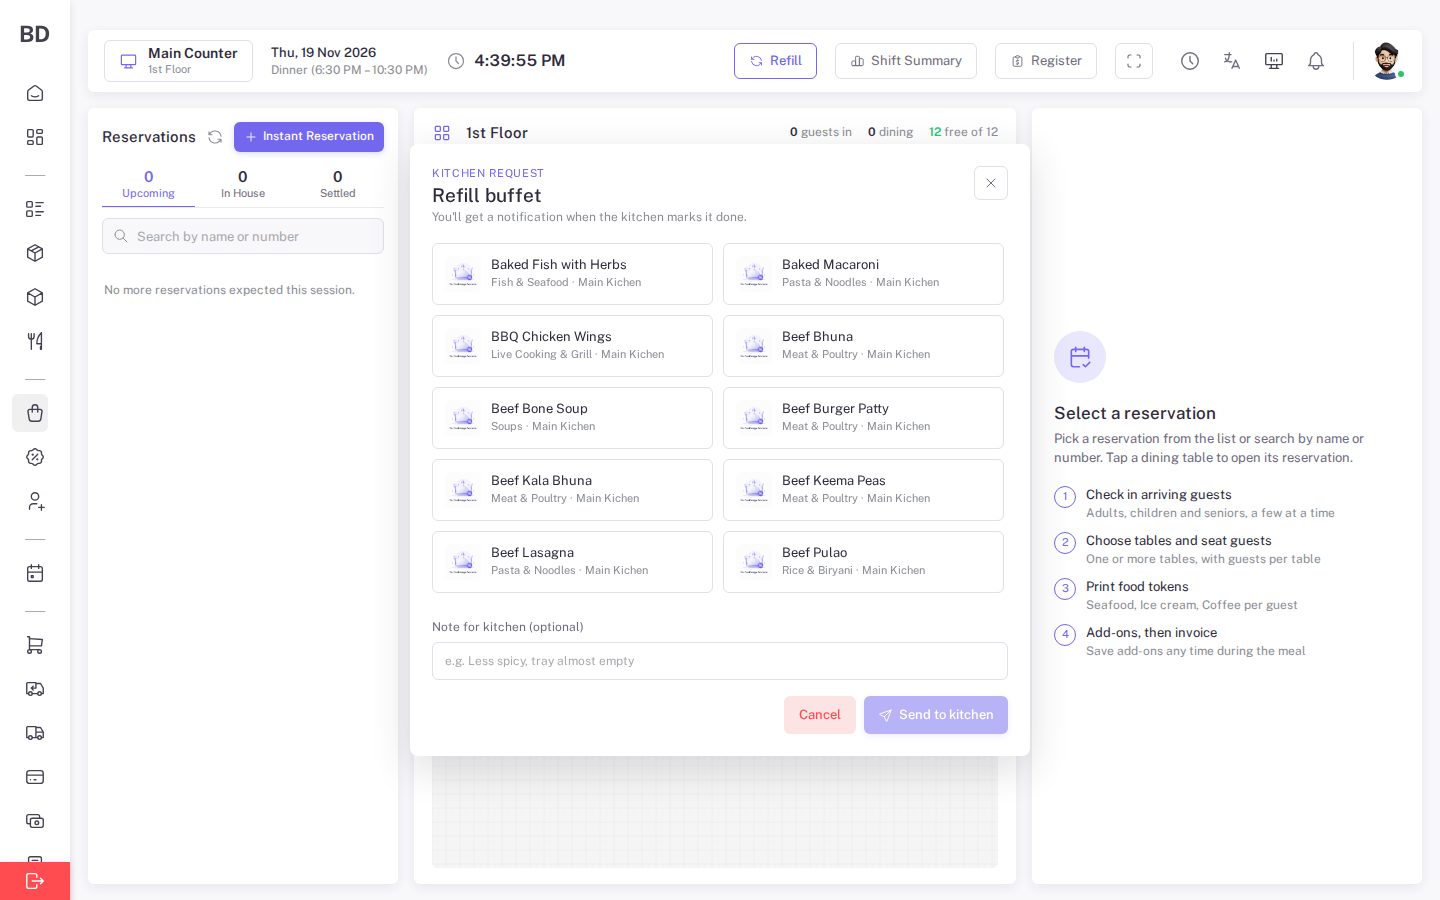 BD
Main Counter
1st Floor
Thu, 19 Nov 2026
Dinner (6:30 PM – 10:30 PM)
4:39:55 PM
Refill
Shift Summary
Register
Reservations
Instant Reservation
0
Upcoming
0
In House
0
Settled
Search by name or number
No more reservations expected this session.
1st Floor
0 guests in
0 dining
12 free of 12
KITCHEN REQUEST
Refill buffet
You'll get a notification when the kitchen marks it done.
Baked Fish with Herbs
Fish & Seafood · Main Kichen
Baked Macaroni
Pasta & Noodles · Main Kichen
BBQ Chicken Wings
Live Cooking & Grill · Main Kichen
Beef Bhuna
Meat & Poultry · Main Kichen
Beef Bone Soup
Soups · Main Kichen
Beef Burger Patty
Meat & Poultry · Main Kichen
Beef Kala Bhuna
Meat & Poultry · Main Kichen
Beef Keema Peas
Meat & Poultry · Main Kichen
Beef Lasagna
Pasta & Noodles · Main Kichen
Beef Pulao
Rice & Biryani · Main Kichen
Note for kitchen (optional)
e.g. Less spicy, tray almost empty
Cancel
Send to kitchen
Select a reservation
Pick a reservation from the list or search by name or
number. Tap a dining table to open its reservation.
1
Check in arriving guests
Adults, children and seniors, a few at a time
2
Choose tables and seat guests
One or more tables, with guests per table
3
Print food tokens
Seafood, Ice cream, Coffee per guest
4
Add-ons, then invoice
Save add-ons any time during the meal